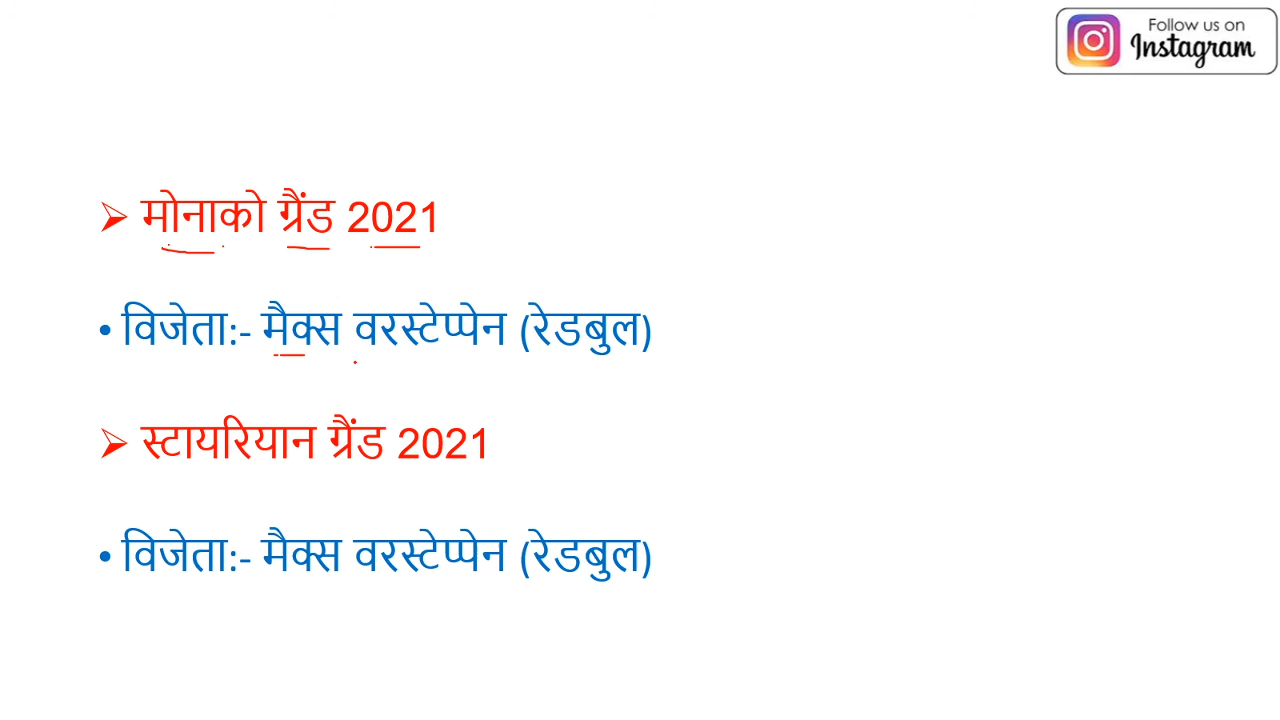 Follow us on
Instagram
➢ मोनाको ग्रैंड 2021
• विजेता:- मैक्स वरस्टेप्पेन (रेडबुल)
➢ स्टायरियान ग्रैंड 2021
• विजेता:- मैक्स वरस्टेप्पेन (रेडबुल)